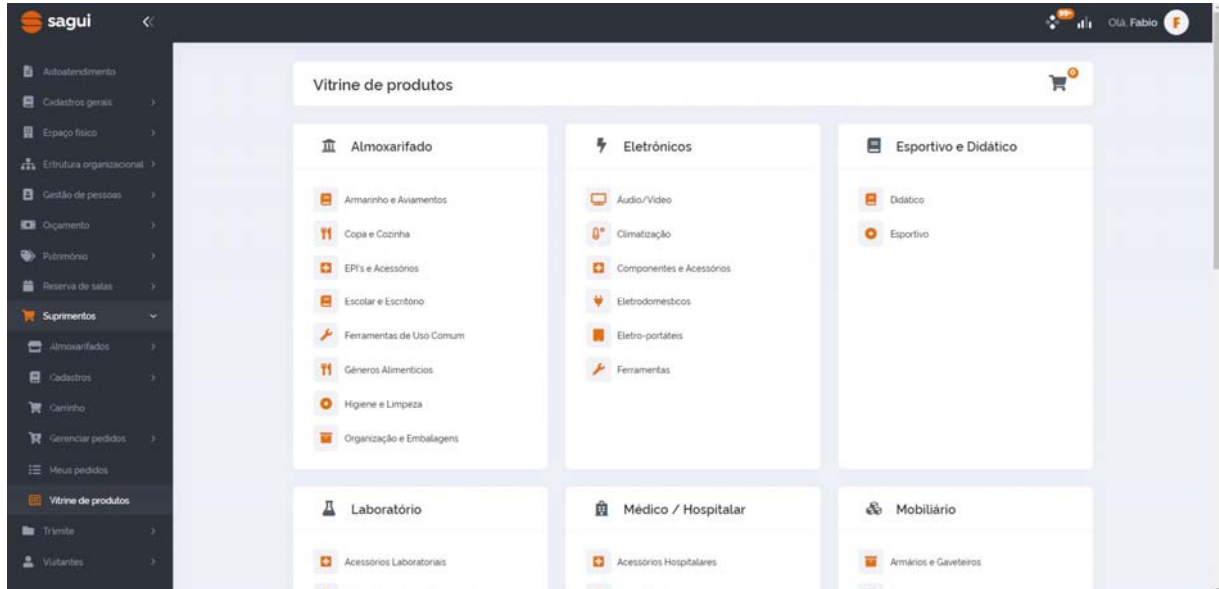 sagui
99+
Olá, Fabio
F
Autoatendimento
Cadastros gerais
Espaço físico
Estrutura organizacional
Gestão de pessoas
Orçamento
Patrimônio
Reserva de salas
Suprimentos
Almoxarifados
Cadastros
Carrinho
Gerenciar pedidos
Meus pedidos
Vitrine de produtos
Trâmite
Visitantes
Vitrine de produtos
0
Almoxarifado
Armarinho e Aviamentos
Copa e Cozinha
EPI's e Acessórios
Escolar e Escritório
Ferramentas de Uso Comum
Gêneros Alimentícios
Higiene e Limpeza
Organização e Embalagens
Eletrônicos
Áudio/Vídeo
Climatização
Componentes e Acessórios
Eletrodomésticos
Eletro-portáteis
Ferramentas
Esportivo e Didático
Didático
Esportivo
Laboratório
Acessórios Laboratoriais
Médico / Hospitalar
Acessórios Hospitalares
Mobiliário
Armários e Gaveteiros